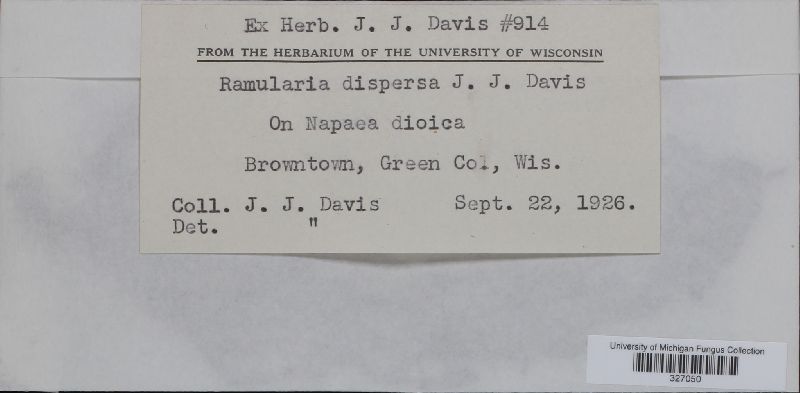 Ex Herb. J. J. Davis #914
FROM THE HERBARIUM OF THE UNIVERSITY OF WISCONSIN
Ramularia dispersa J. J. Davis
On Napaea dioica
Browntown, Green Co., Wis.
Coll. J. J. Davis Sept. 22, 1926.
Det. "
University of Michigan Fungus Collection
327050